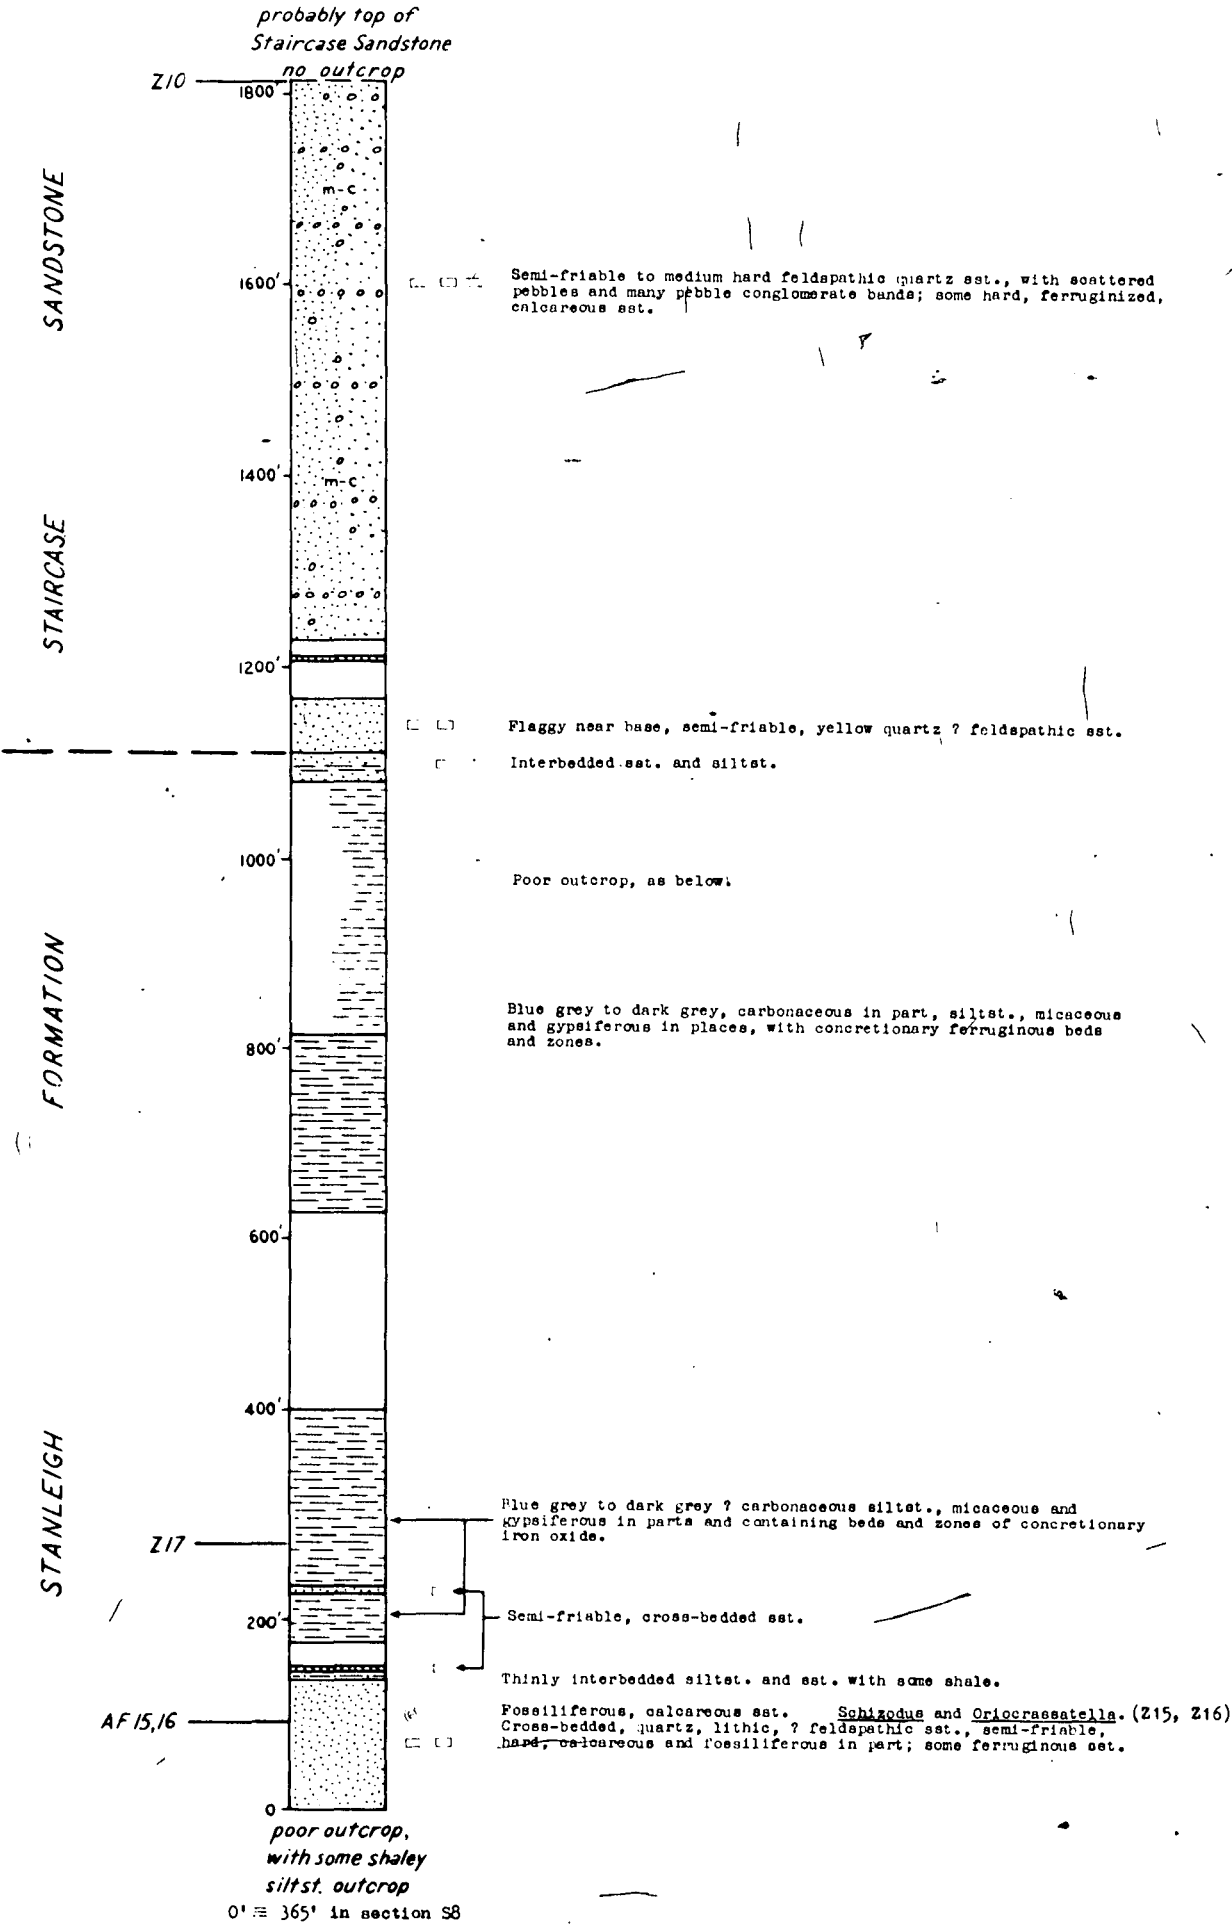 probably top of
Staircase Sandstone
no outcrop
Z10
1800'
m-c
SANDSTONE
1600'
Semi-friable to medium hard feldspathic quartz sst., with scattered
pebbles and many pebble conglomerate bands; some hard, ferruginized,
calcareous sst.
1400'
m-c
STAIRCASE
1200'
Flaggy near base, semi-friable, yellow quartz ? feldspathic sst.
Interbedded sst. and siltst.
1000'
Poor outcrop, as below.
FORMATION
Blue grey to dark grey, carbonaceous in part, siltst., micaceous
and gypsiferous in places, with concretionary ferruginous beds
and zones.
800'
600'
400'
STANLEIGH
Blue grey to dark grey ? carbonaceous siltst., micaceous and
gypsiferous in parts and containing beds and zones of concretionary
iron oxide.
Z17
200'
Semi-friable, cross-bedded sst.
Thinly interbedded siltst. and sst. with some shale.
AF 15,16
Fossiliferous, calcareous sst. Schizodus and Oriocrassatella. (Z15, Z16)
Cross-bedded, quartz, lithic, ? feldspathic sst., semi-friable,
hard, calcareous and fossiliferous in part; some ferruginous sst.
0
poor outcrop,
with some shaley
siltst. outcrop
0' ≡ 365' in section S8